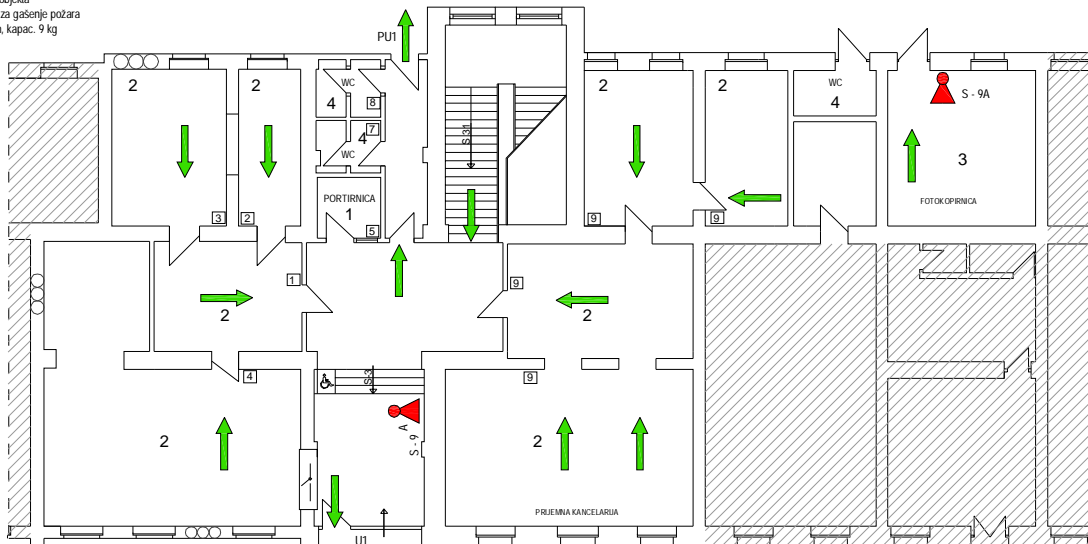 za gašenje požara
, kapac. 9 kg
PU1
2
2
WC
4
8
7
4
WC
PORTIRNICA
1
3
2
5
S-31
2
2
9
9
WC
4
S - 9A
3
FOTOKOPIRNICA
1
2
9
2
4
S-3
9
2
A
S - 9
2
PRIJEMNA KANCELARIJA
U1